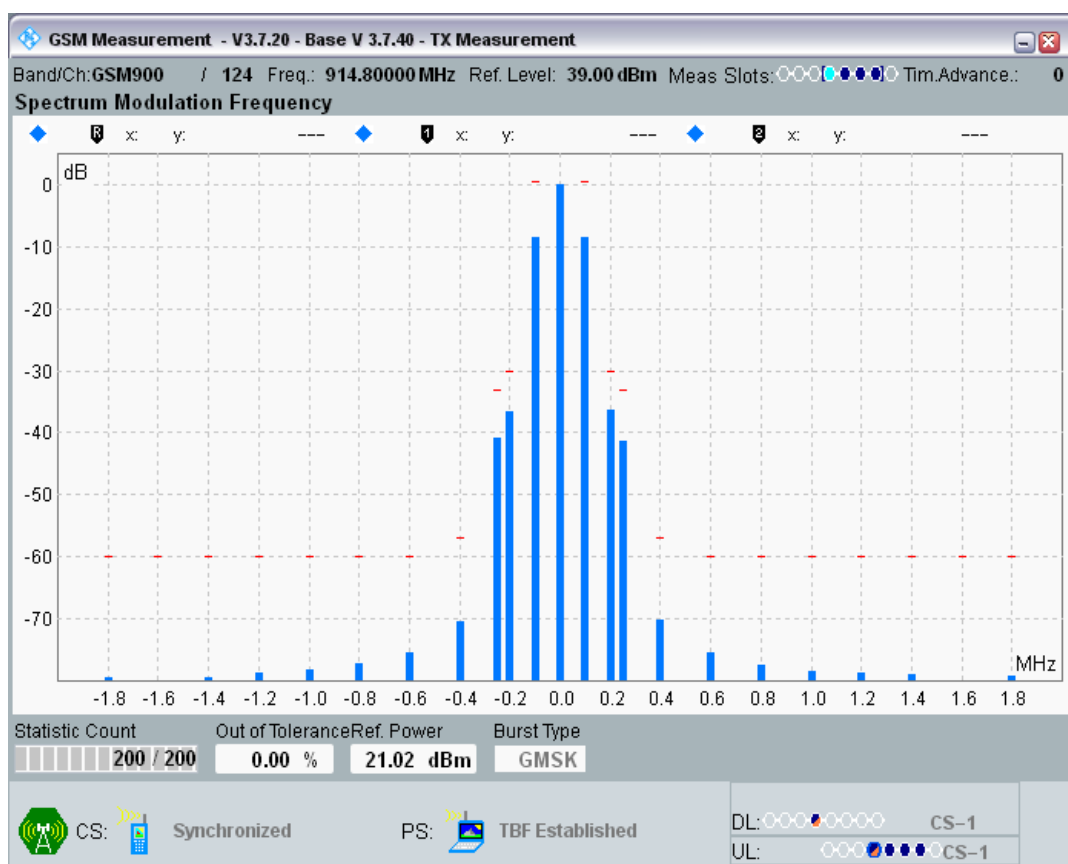 GSM Measurement - V3.7.20 - Base V 3.7.40 - TX Measurement
Band/Ch:GSM900 / 124 Freq.: 914.80000 MHz Ref. Level: 39.00 dBm Meas Slots: Tim.Advance.: 0
Spectrum Modulation Frequency
R x: y: --- 1 x: y: --- 2 x: y: ---
dB
0
-10
-20
-30
-40
-50
-60
-70
MHz
-1.8 -1.6 -1.4 -1.2 -1.0 -0.8 -0.6 -0.4 -0.2 0.0 0.2 0.4 0.6 0.8 1.0 1.2 1.4 1.6 1.8
Statistic Count Out of Tolerance Ref. Power Burst Type
200 / 200 0.00 % 21.02 dBm GMSK
CS: Synchronized PS: TBF Established
DL: CS-1
UL: CS-1